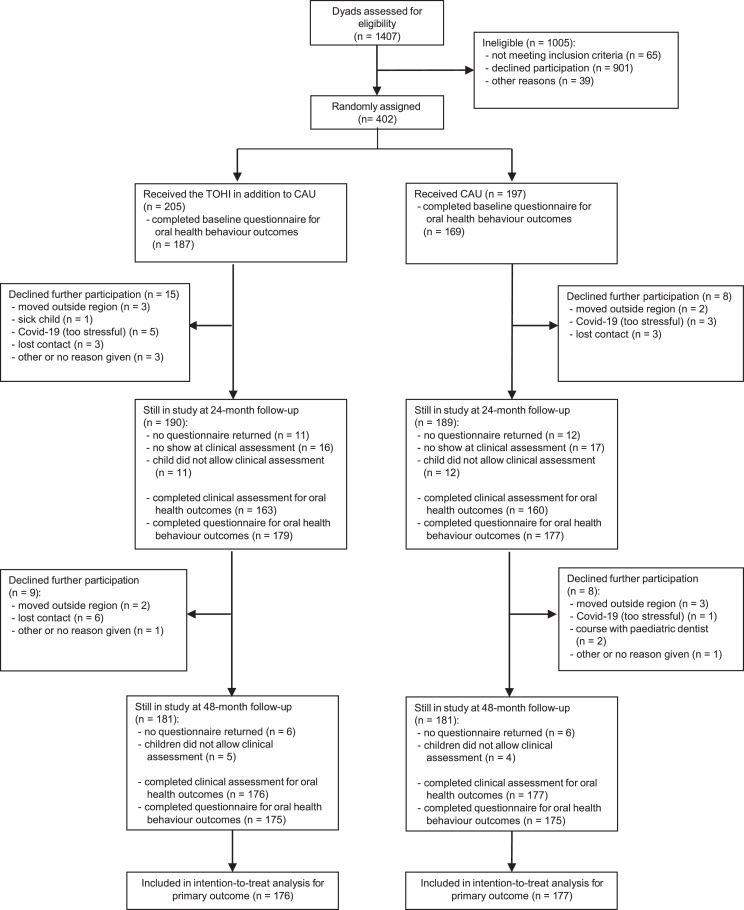 Dyads assessed for
eligibility
n = 1407)
Ineligible (n = 1005):
- not meeting inclusion criteria (n = 65)
- declined participation (n = 901)
- other reasons (n = 39)
Randomly assigned
(n= 402)
Received the TOHI in addition to CAU
(n = 205)
- completed baseline questionnaire for
oral health behaviour outcomes
(n = 187)
Received CAU (n = 197)
- completed baseline questionnaire for
oral health behaviour outcomes
(n = 169)
Declined further participation (n = 15)
- moved outside region (n = 3)
- sick child (n = 1)
- Covid-19 (too stressful) (n = 5)
- lost contact (n = 3)
- other or no reason given (n = 3)
Declined further participation (n = 8)
- moved outside region (n = 2)
- Covid-19 (too stressful) (n = 3)
- lost contact (n = 3)
Still in study at 24-month follow-up
(n = 190):
- no questionnaire returned (n = 11)
- no show at clinical assessment (n = 16)
- child did not allow clinical assessment
(n = 11)
- completed clinical assessment for oral
health outcomes (n = 163)
- completed questionnaire for oral health
behaviour outcomes (n = 179)
Still in study at 24-month follow-up
(n = 189):
- no questionnaire returned (n = 12)
- no show at clinical assessment (n = 17)
- child did not allow clinical assessment
(n = 12)
- completed clinical assessment for oral
health outcomes (n = 160)
- completed questionnaire for oral health
behaviour outcomes (n = 177)
Declined further participation
(n = 9):
- moved outside region (n = 2)
- lost contact (n = 6)
- other or no reason given (n = 1)
Declined further participation
(n = 8):
- moved outside region (n = 3)
- Covid-19 (too stressful) (n = 1)
- course with paediatric dentist
(n = 2)
- other or no reason given (n = 1)
Still in study at 48-month follow-up
(n = 181):
- no questionnaire returned (n = 6)
- children did not allow clinical
assessment (n = 5)
- completed clinical assessment for oral
health outcomes (n = 176)
- completed questionnaire for oral health
behaviour outcomes (n = 175)
Still in study at 48-month follow-up
(n = 181):
- no questionnaire returned (n = 6)
- children did not allow clinical
assessment (n = 4)
- completed clinical assessment for oral
health outcomes (n = 177)
- completed questionnaire for oral health
behaviour outcomes (n = 175)
Included in intention-to-treat analysis for
primary outcome (n = 176)
Included in intention-to-treat analysis for
primary outcome (n = 177)